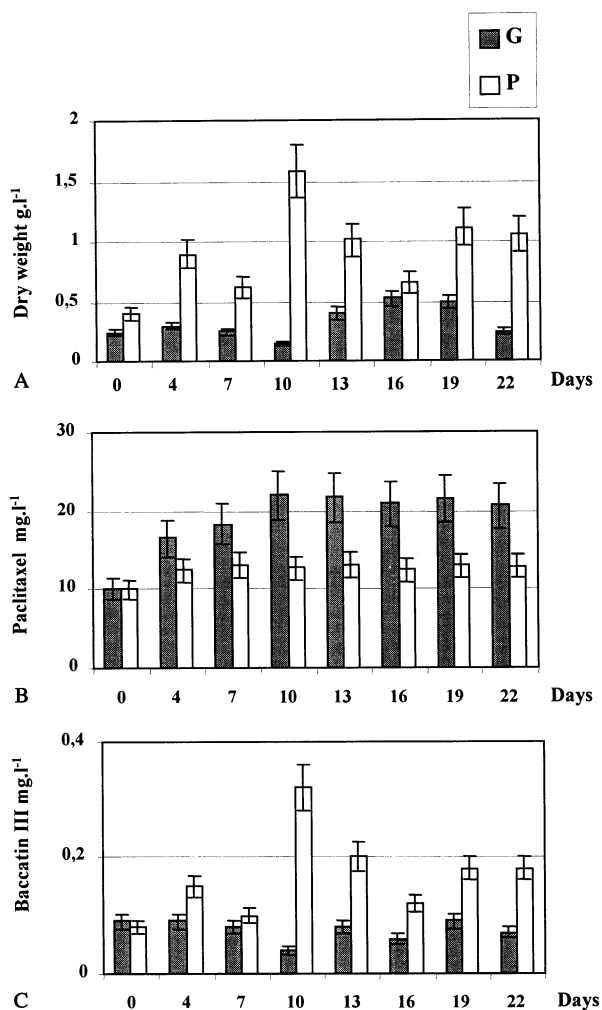 G
P
Dry weight g.l-1
2
1,5
1
0,5
0
A
0 4 7 10 13 16 19 22 Days
Paclitaxel mg.l-1
30
20
10
0
B
0 4 7 10 13 16 19 22 Days
Baccatin III mg.l-1
0,4
0,2
0
C
0 4 7 10 13 16 19 22 Days